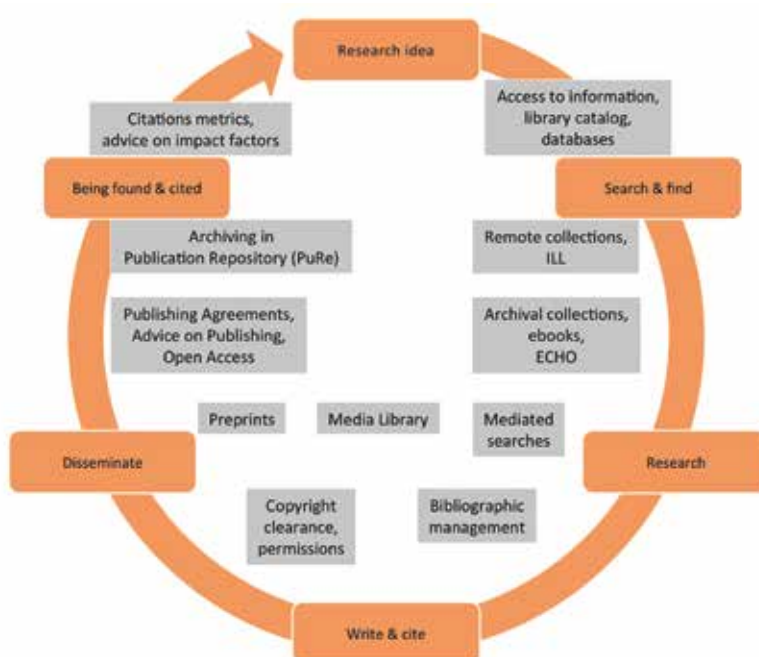 Research idea
Citations metrics,
advice on impact factors
Access to information,
library catalog,
databases
Being found & cited
Search & find
Archiving in
Publication Repository (PuRe)
Remote collections,
ILL
Publishing Agreements,
Advice on Publishing,
Open Access
Archival collections,
ebooks,
ECHO
Preprints
Media Library
Mediated
searches
Disseminate
Research
Copyright
clearance,
permissions
Bibliographic
management
Write & cite